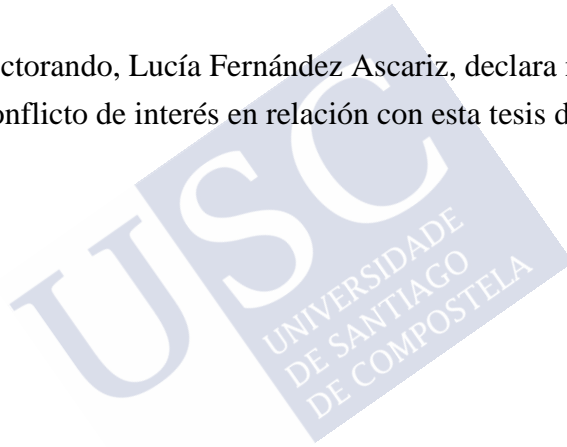 ctorando, Lucía Fernández Ascariz, declara
onflicto de interés en relación con esta tesis d
USC
UNIVERSIDADE
DE SANTIAGO
DE COMPOSTELA